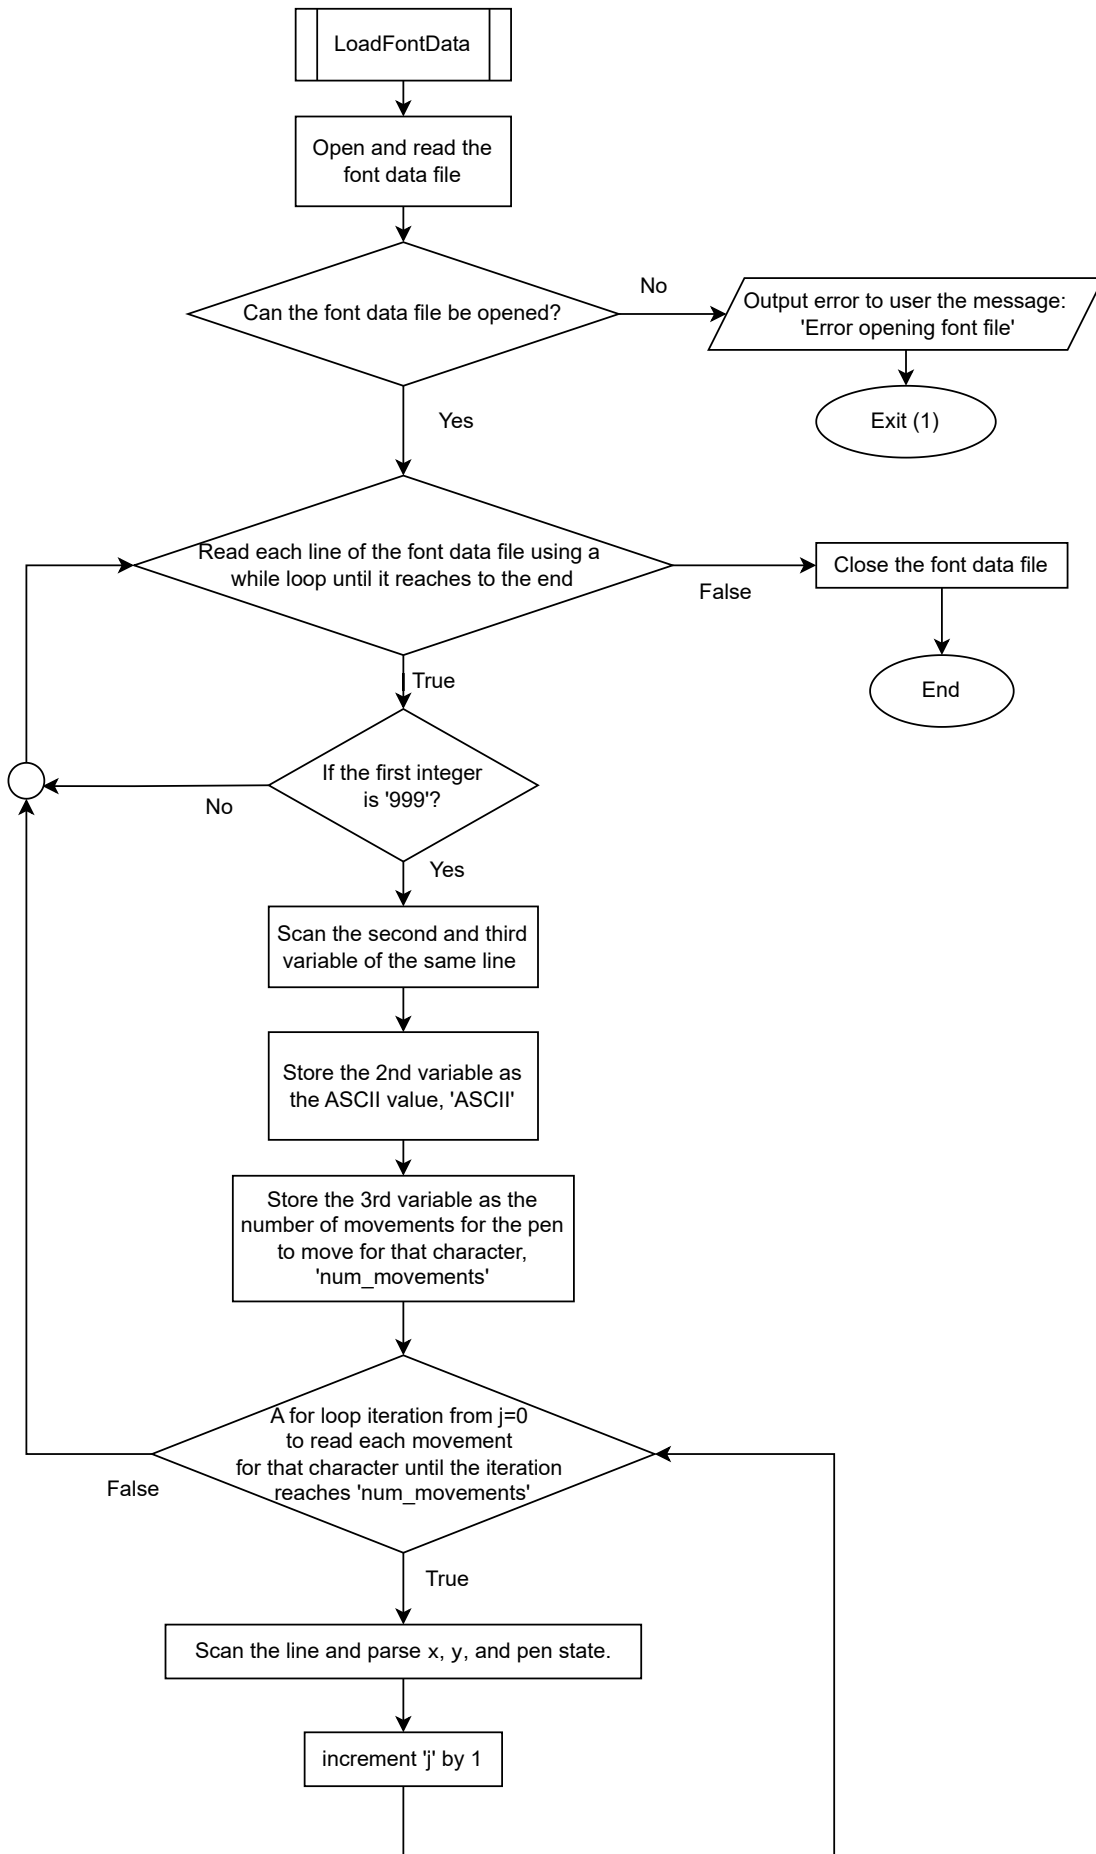 LoadFontData
Open and read the
font data file
Can the font data file be opened?
No
Output error to user the message:
'Error opening font file'
Exit (1)
Yes
Read each line of the font data file using a
while loop until it reaches to the end
False
Close the font data file
End
True
If the first integer
is '999'?
No
Yes
Scan the second and third
variable of the same line
Store the 2nd variable as
the ASCII value, 'ASCII'
Store the 3rd variable as the
number of movements for the pen
to move for that character,
'num_movements'
A for loop iteration from j=0
to read each movement
for that character until the iteration
reaches 'num_movements'
False
True
Scan the line and parse x, y, and pen state.
increment 'j' by 1